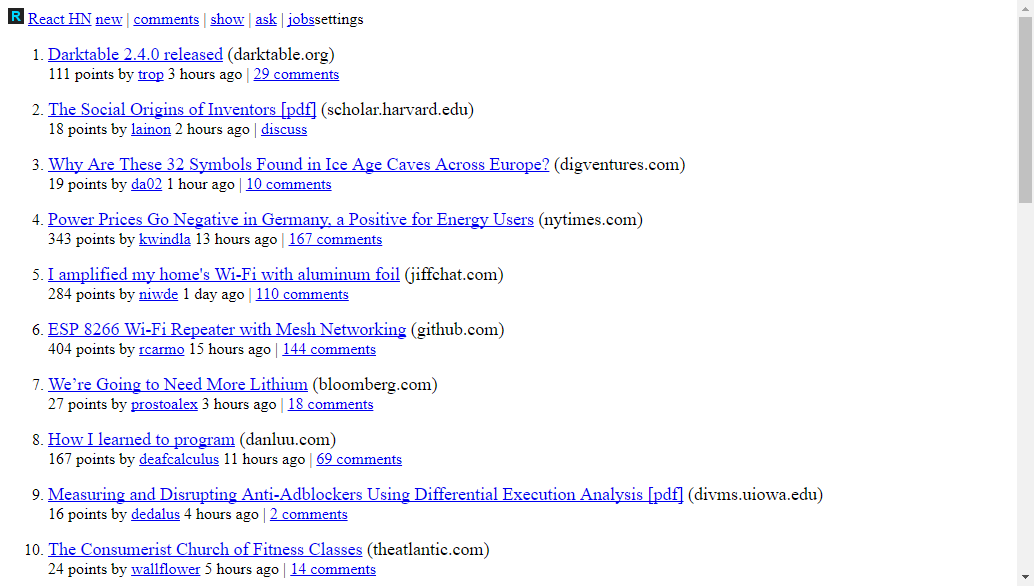 R React HN new | comments | show | ask | jobssettings
1. Darktable 2.4.0 released (darktable.org)
111 points by trop 3 hours ago | 29 comments
2. The Social Origins of Inventors [pdf] (scholar.harvard.edu)
18 points by lainon 2 hours ago | discuss
3. Why Are These 32 Symbols Found in Ice Age Caves Across Europe? (digventures.com)
19 points by da02 1 hour ago | 10 comments
4. Power Prices Go Negative in Germany, a Positive for Energy Users (nytimes.com)
343 points by kwindla 13 hours ago | 167 comments
5. I amplified my home's Wi-Fi with aluminum foil (jiffchat.com)
284 points by niwde 1 day ago | 110 comments
6. ESP 8266 Wi-Fi Repeater with Mesh Networking (github.com)
404 points by rcarmo 15 hours ago | 144 comments
7. We’re Going to Need More Lithium (bloomberg.com)
27 points by prostoalex 3 hours ago | 18 comments
8. How I learned to program (danluu.com)
167 points by deafcalculus 11 hours ago | 69 comments
9. Measuring and Disrupting Anti-Adblockers Using Differential Execution Analysis [pdf] (divms.uiowa.edu)
16 points by dedalus 4 hours ago | 2 comments
10. The Consumerist Church of Fitness Classes (theatlantic.com)
24 points by wallflower 5 hours ago | 14 comments